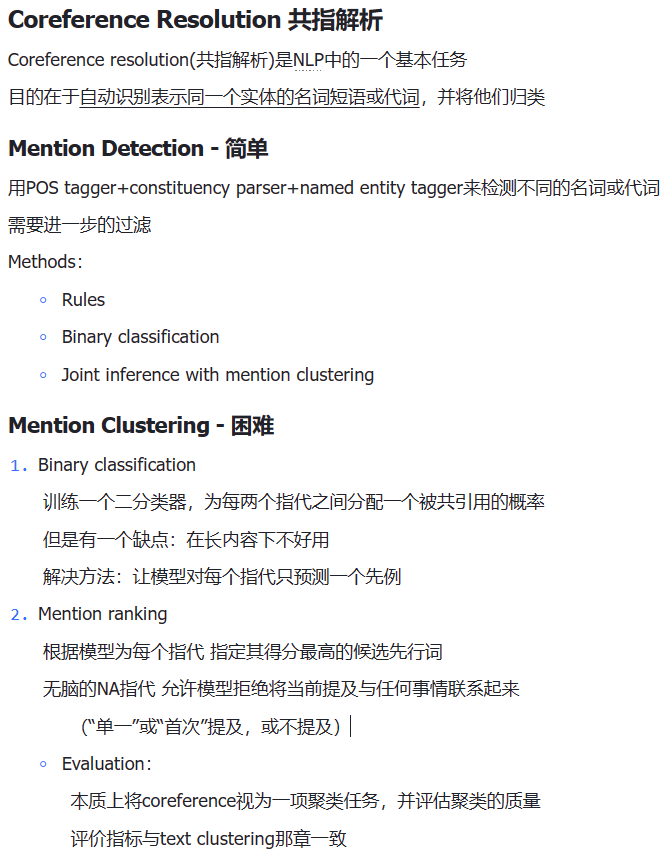 Coreference Resolution 共指解析
Coreference resolution(共指解析)是NLP中的一个基本任务
目的在于自动识别表示同一个实体的名词短语或代词，并将他们归类
Mention Detection - 简单
用POS tagger+constituency parser+named entity tagger来检测不同的名词或代词
需要进一步的过滤
Methods：
Rules
Binary classification
Joint inference with mention clustering
Mention Clustering - 困难
1. Binary classification
训练一个二分类器，为每两个指代之间分配一个被共引用的概率
但是有一个缺点：在长内容下不好用
解决方法：让模型对每个指代只预测一个先例
2. Mention ranking
根据模型为每个指代 指定其得分最高的候选先行词
无脑的NA指代 允许模型拒绝将当前提及与任何事情联系起来
（“单一”或“首次”提及，或不提及）
Evaluation：
本质上将coreference视为一项聚类任务，并评估聚类的质量
评价指标与text clustering那章一致